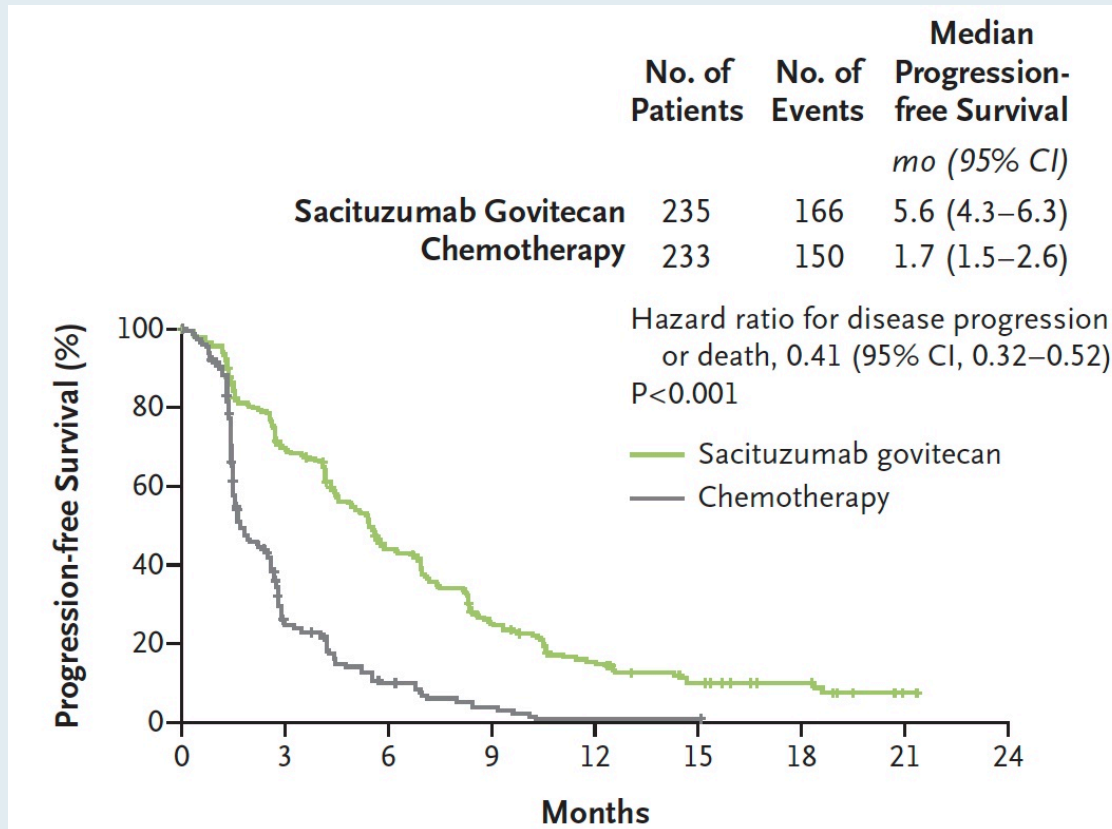 Median
No. of No. of Progression-
Patients Events free Survival
mo (95% CI)
Sacituzumab Govitecan 235 166 5.6 (4.3–6.3)
Chemotherapy 233 150 1.7 (1.5–2.6)
Hazard ratio for disease progression
or death, 0.41 (95% CI, 0.32–0.52)
P<0.001
Sacituzumab govitecan
Chemotherapy
Progression-free Survival (%)
100
80
60
40
20
0
0 3 6 9 12 15 18 21 24
Months